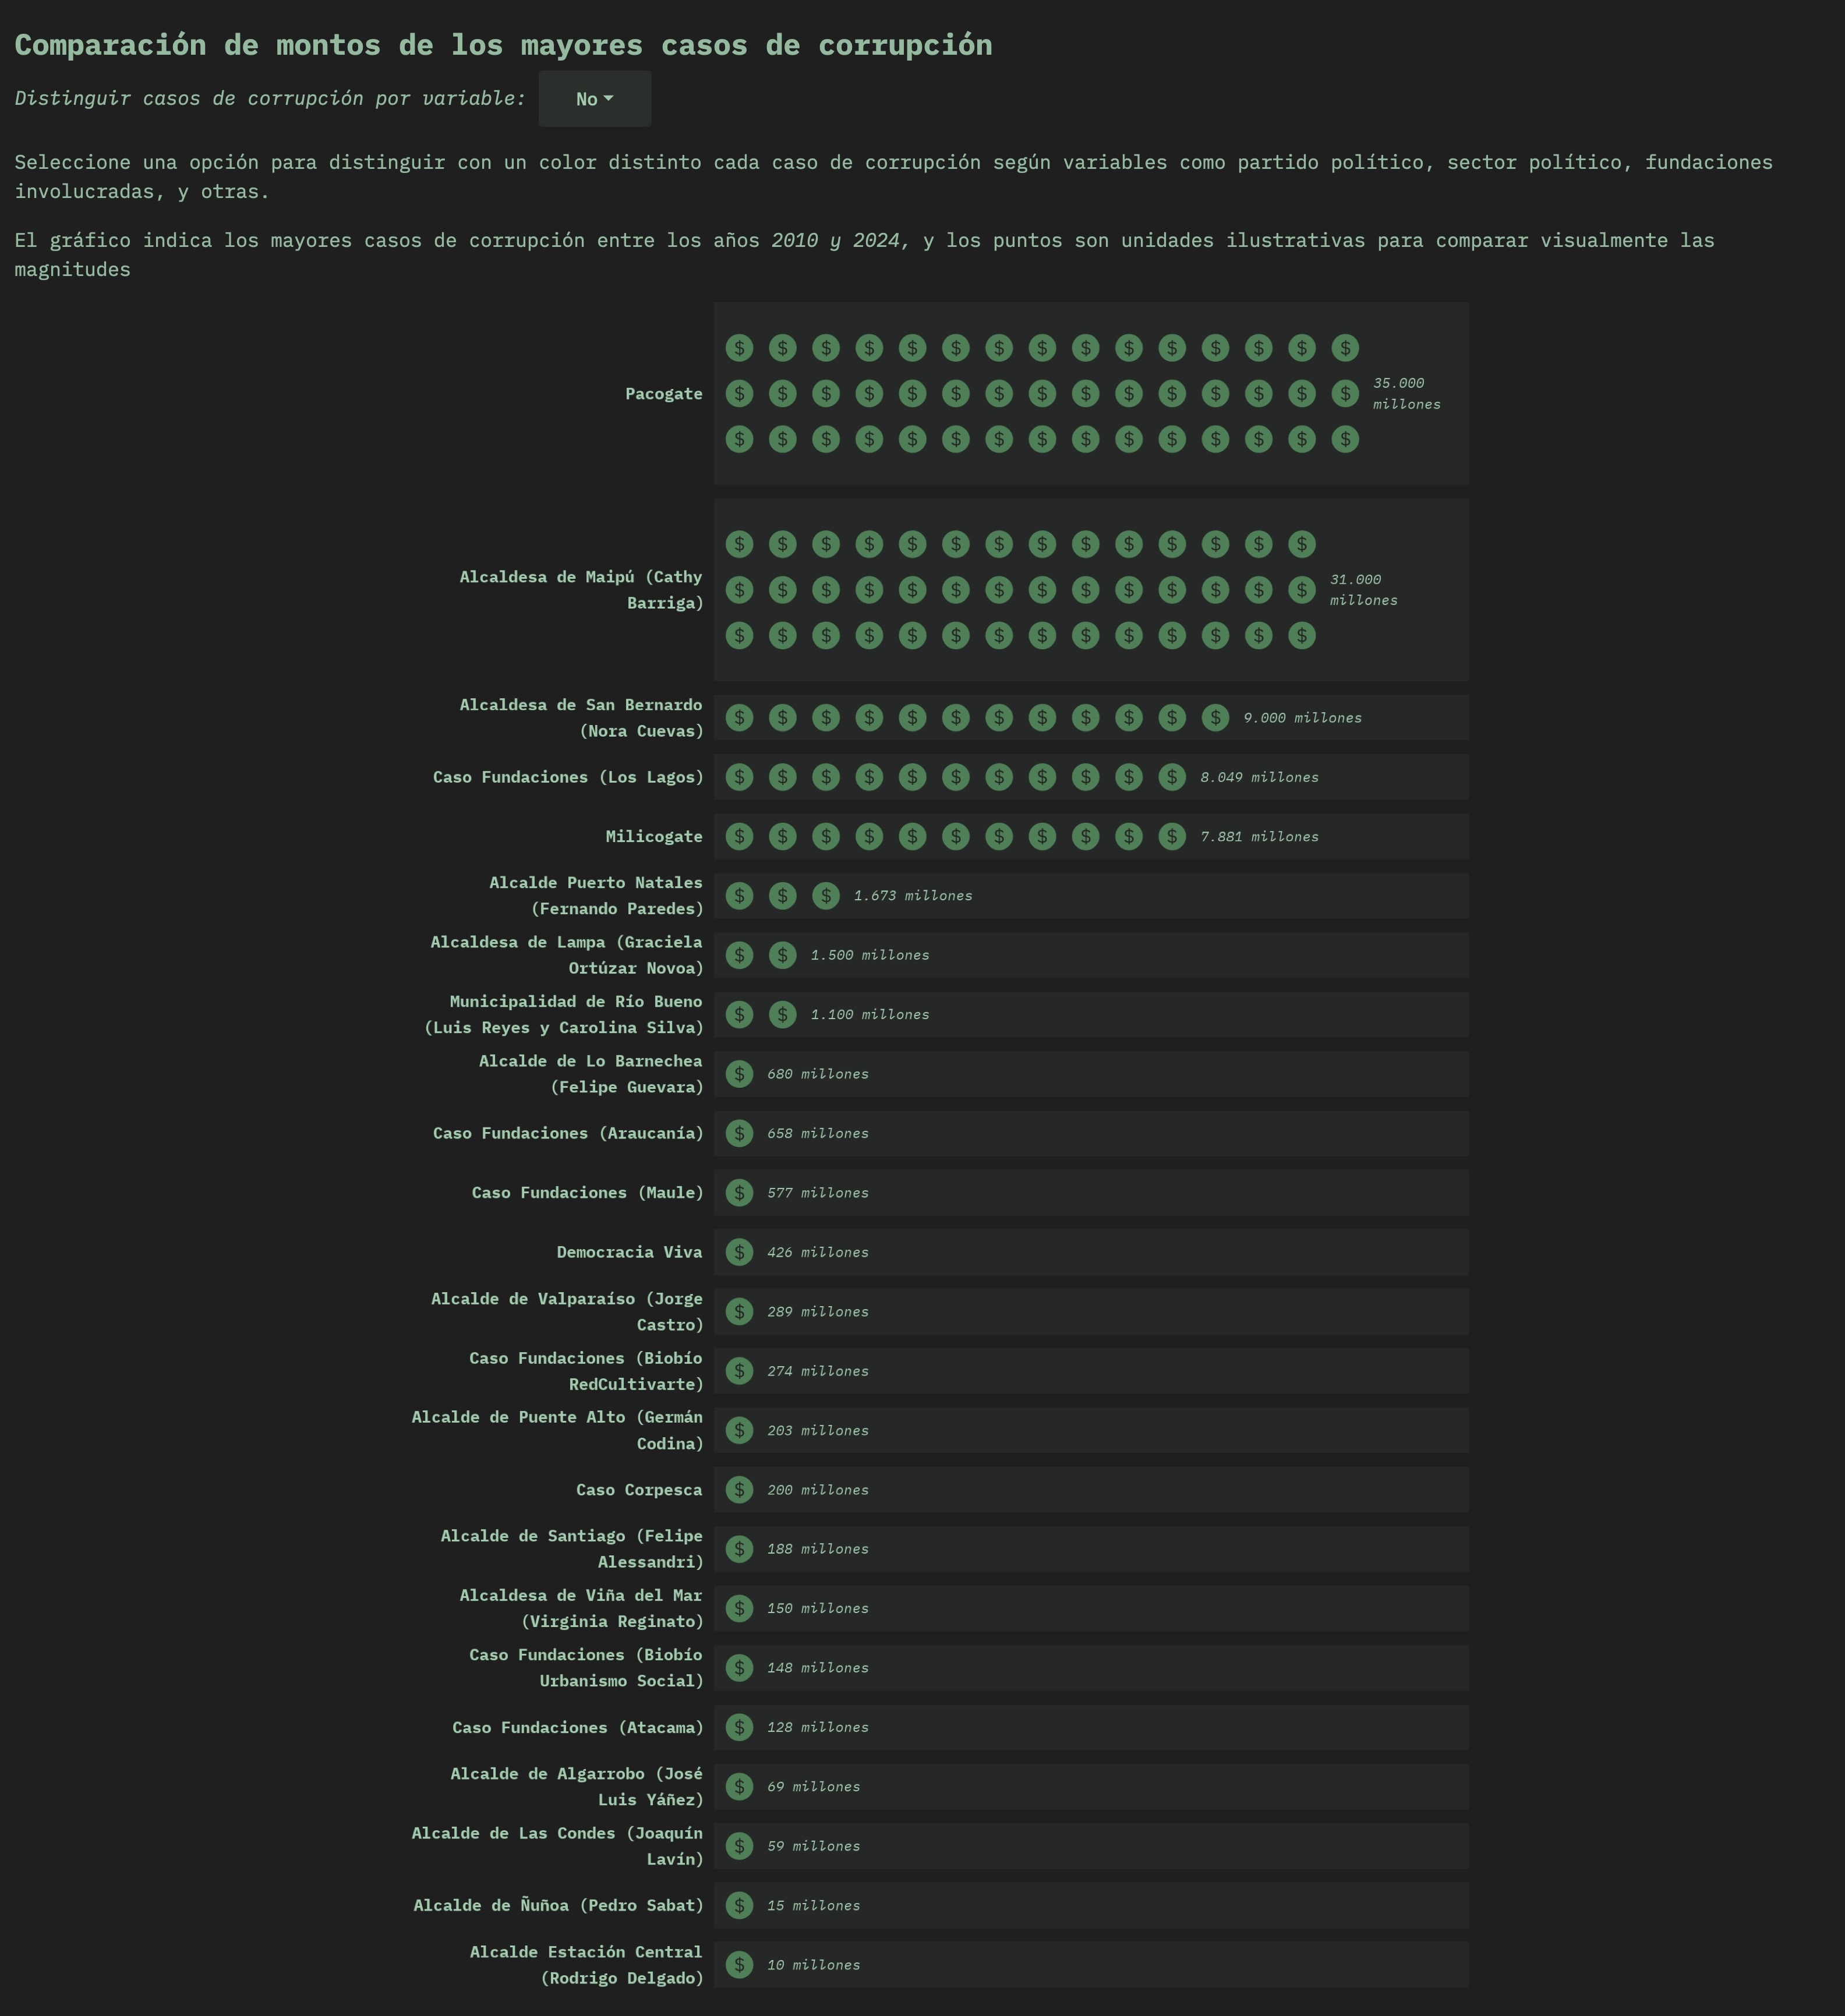 Comparación de montos de los mayores casos de corrupción
Distinguir casos de corrupción por variable: No
Seleccione una opción para distinguir con un color distinto cada caso de corrupción según variables como partido político, sector político, fundaciones
involucradas, y otras.
El gráfico indica los mayores casos de corrupción entre los años 2010 y 2024, y los puntos son unidades ilustrativas para comparar visualmente las
magnitudes
Pacogate
35.000
millones
Alcaldesa de Maipú (Cathy
Barriga)
31.000
millones
Alcaldesa de San Bernardo
(Nora Cuevas)
9.000 millones
Caso Fundaciones (Los Lagos)
8.049 millones
Milicogate
7.881 millones
Alcalde Puerto Natales
(Fernando Paredes)
1.673 millones
Alcaldesa de Lampa (Graciela
Ortúzar Novoa)
1.500 millones
Municipalidad de Río Bueno
(Luis Reyes y Carolina Silva)
1.100 millones
Alcalde de Lo Barnechea
(Felipe Guevara)
680 millones
Caso Fundaciones (Araucanía)
658 millones
Caso Fundaciones (Maule)
577 millones
Democracia Viva
426 millones
Alcalde de Valparaíso (Jorge
Castro)
289 millones
Caso Fundaciones (Biobío
RedCultivarte)
274 millones
Alcalde de Puente Alto (Germán
Codina)
203 millones
Caso Corpesca
200 millones
Alcalde de Santiago (Felipe
Alessandri)
188 millones
Alcaldesa de Viña del Mar
(Virginia Reginato)
150 millones
Caso Fundaciones (Biobío
Urbanismo Social)
148 millones
Caso Fundaciones (Atacama)
128 millones
Alcalde de Algarrobo (José
Luis Yáñez)
69 millones
Alcalde de Las Condes (Joaquín
Lavín)
59 millones
Alcalde de Ñuñoa (Pedro Sabat)
15 millones
Alcalde Estación Central
(Rodrigo Delgado)
10 millones